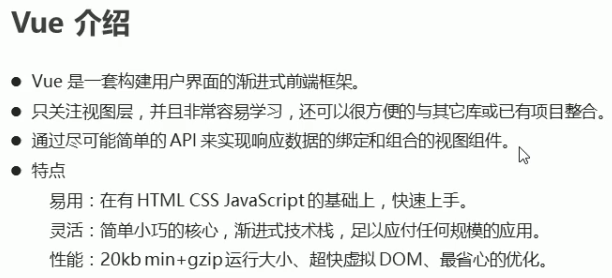 Vue 介绍
● Vue 是一套构建用户界面的渐进式前端框架。
● 只关注视图层，并且非常容易学习，还可以很方便的与其它库或已有项目整合。
● 通过尽可能简单的 API 来实现响应数据的绑定和组合的视图组件。
● 特点
易用：在有 HTML CSS JavaScript 的基础上，快速上手。
灵活：简单小巧的核心，渐进式技术栈，足以应付任何规模的应用。
性能：20kb min+gzip 运行大小、超快虚拟 DOM、最省心的优化。